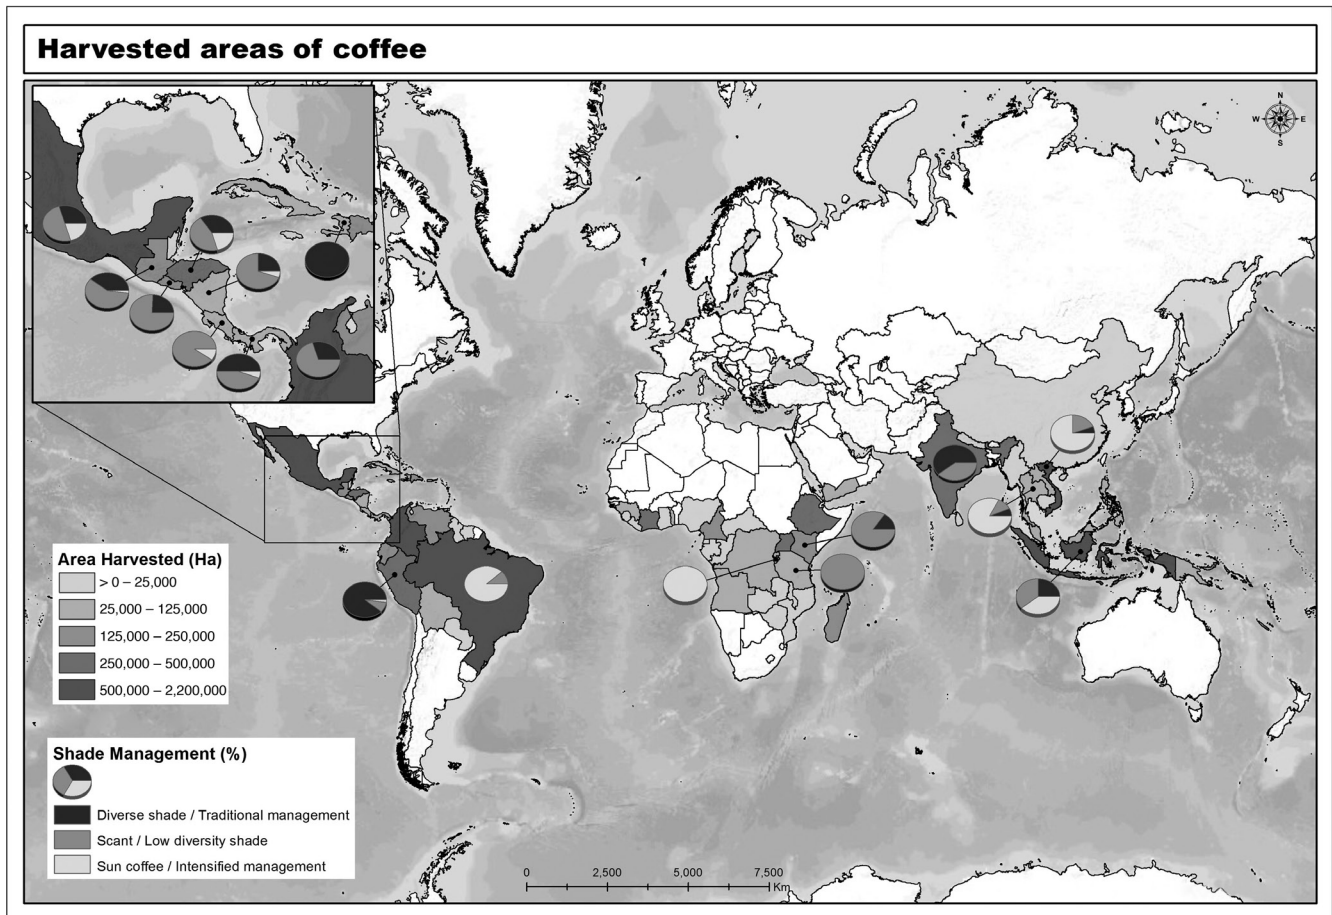 Harvested areas of coffee
N
W E
S
Area Harvested (Ha)
> 0 – 25,000
25,000 – 125,000
125,000 – 250,000
250,000 – 500,000
500,000 – 2,200,000
Shade Management (%)
Diverse shade / Traditional management
Scant / Low diversity shade
Sun coffee / Intensified management
0 2,500 5,000 7,500
Km